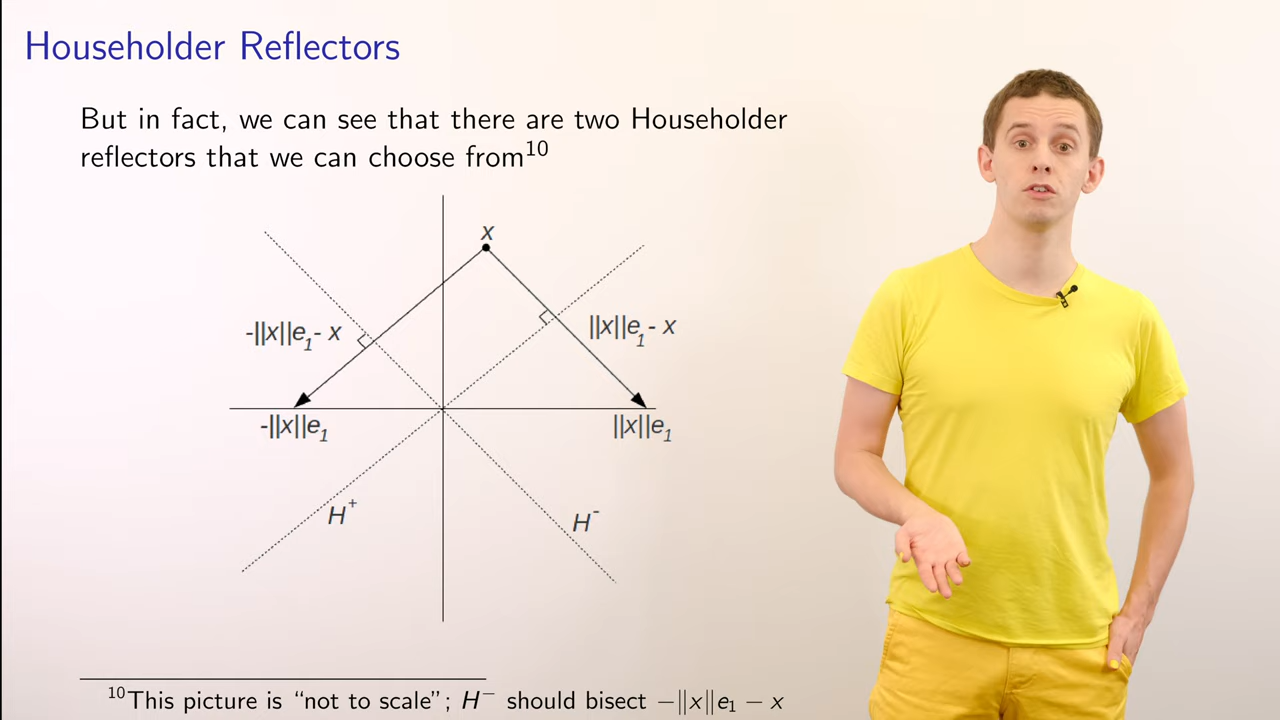 Householder Reflectors
But in fact, we can see that there are two Householder
reflectors that we can choose from¹⁰
x
-||x||e₁- x
||x||e₁- x
-||x||e₁
||x||e₁
H⁺
H⁻
¹⁰This picture is “not to scale”; H⁻ should bisect −‖x‖e₁ − x